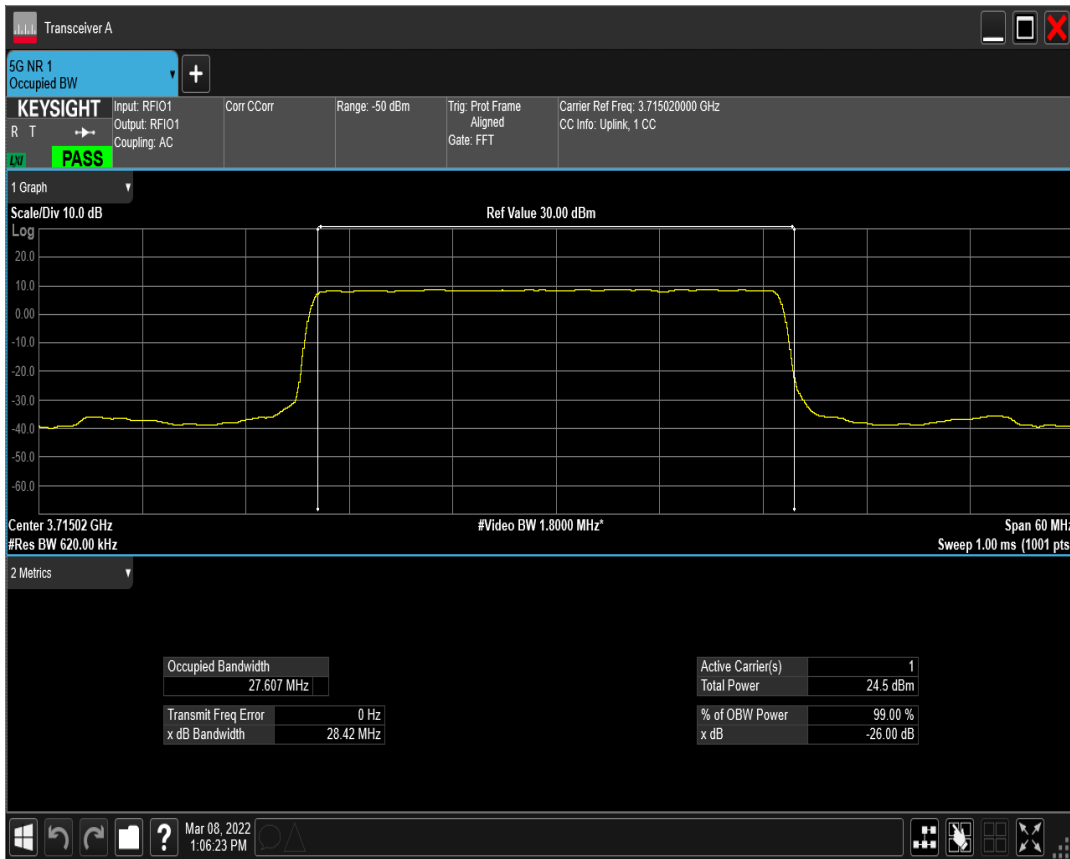 Transceiver A
5G NR 1
Occupied BW
+
KEYSIGHT
R T
LXI
PASS
Input: RFIO1
Output: RFIO1
Coupling: AC
Corr CCorr
Range: -50 dBm
Trig: Prot Frame
Aligned
Gate: FFT
Carrier Ref Freq: 3.715020000 GHz
CC Info: Uplink, 1 CC
1 Graph
Scale/Div 10.0 dB
Ref Value 30.00 dBm
Log
20.0
10.0
0.00
-10.0
-20.0
-30.0
-40.0
-50.0
-60.0
Center 3.71502 GHz
#Video BW 1.8000 MHz*
Span 60 MHz
#Res BW 620.00 kHz
Sweep 1.00 ms (1001 pts
2 Metrics
Occupied Bandwidth
27.607 MHz
Transmit Freq Error 0 Hz
x dB Bandwidth 28.42 MHz
Active Carrier(s) 1
Total Power 24.5 dBm
% of OBW Power 99.00 %
x dB -26.00 dB
?
Mar 08, 2022
1:06:23 PM